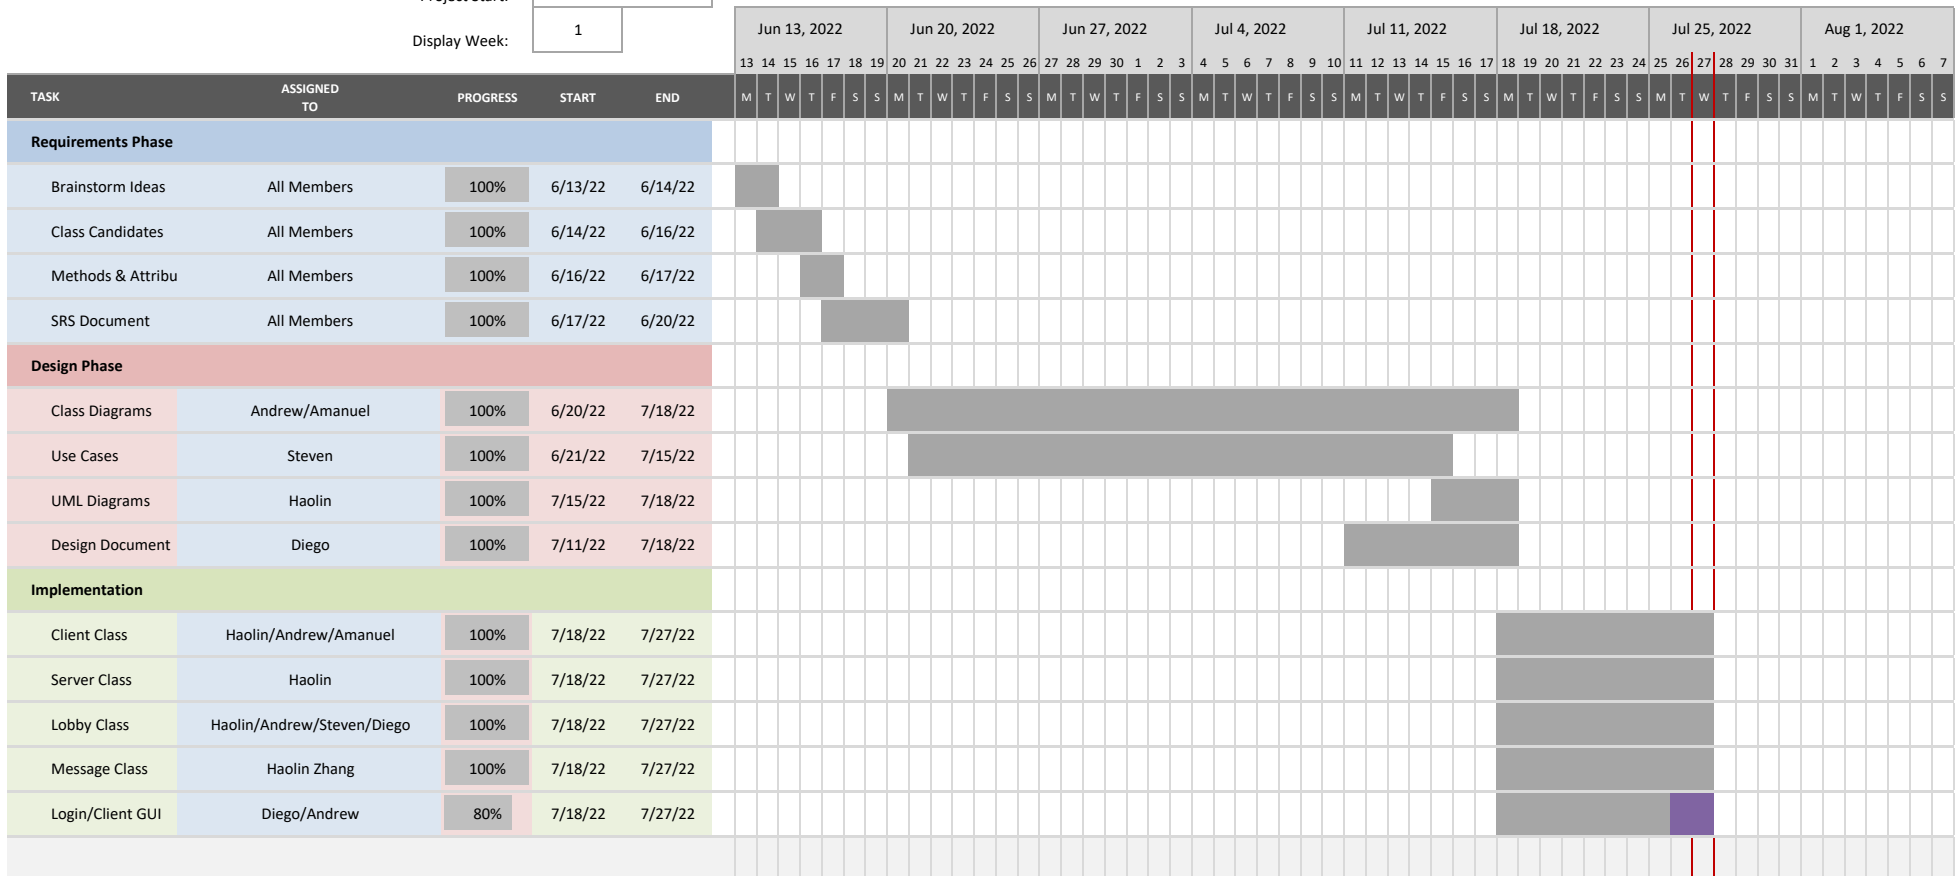 Project Start:
Display Week: 1
Jun 13, 2022 Jun 20, 2022 Jun 27, 2022 Jul 4, 2022 Jul 11, 2022 Jul 18, 2022 Jul 25, 2022 Aug 1, 2022
13 14 15 16 17 18 19 20 21 22 23 24 25 26 27 28 29 30 1 2 3 4 5 6 7 8 9 10 11 12 13 14 15 16 17 18 19 20 21 22 23 24 25 26 27 28 29 30 31 1 2 3 4 5 6 7
TASK ASSIGNED TO PROGRESS START END M T W T F S S M T W T F S S M T W T F S S M T W T F S S M T W T F S S M T W T F S S M T W T F S S M T W T F S S
Requirements Phase
Brainstorm Ideas All Members 100% 6/13/22 6/14/22
Class Candidates All Members 100% 6/14/22 6/16/22
Methods & Attribu All Members 100% 6/16/22 6/17/22
SRS Document All Members 100% 6/17/22 6/20/22
Design Phase
Class Diagrams Andrew/Amanuel 100% 6/20/22 7/18/22
Use Cases Steven 100% 6/21/22 7/15/22
UML Diagrams Haolin 100% 7/15/22 7/18/22
Design Document Diego 100% 7/11/22 7/18/22
Implementation
Client Class Haolin/Andrew/Amanuel 100% 7/18/22 7/27/22
Server Class Haolin 100% 7/18/22 7/27/22
Lobby Class Haolin/Andrew/Steven/Diego 100% 7/18/22 7/27/22
Message Class Haolin Zhang 100% 7/18/22 7/27/22
Login/Client GUI Diego/Andrew 80% 7/18/22 7/27/22